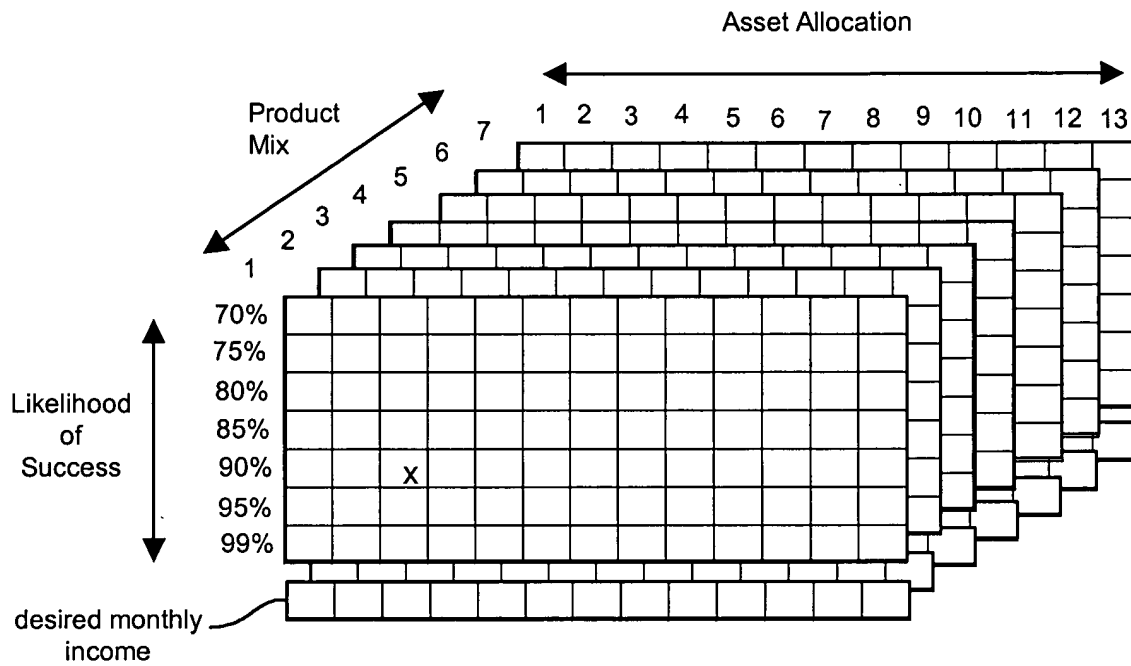 Asset Allocation
Product
Mix
1 2 3 4 5 6 7 8 9 10 11 12 13
7
6
5
4
3
2
1
70%
75%
80%
85%
90%
95%
99%
x
Likelihood
of
Success
desired monthly
income